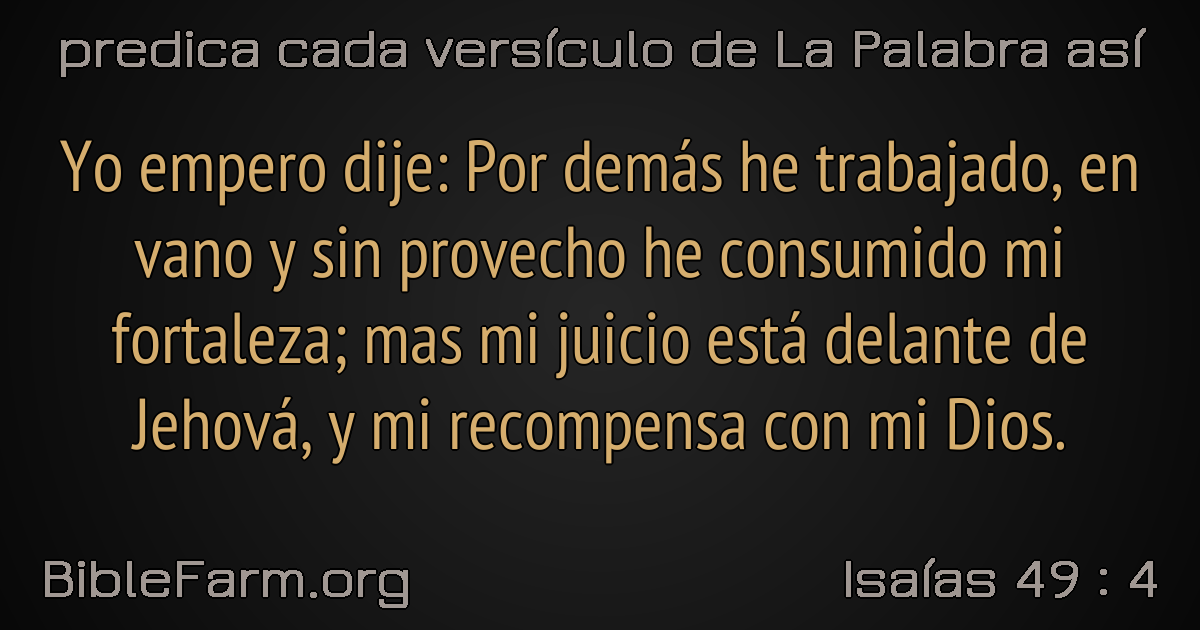 predica cada versículo de La Palabra así
Yo empero dije: Por demás he trabajado, en
vano y sin provecho he consumido mi
fortaleza; mas mi juicio está delante de
Jehová, y mi recompensa con mi Dios.
BibleFarm.org
Isaías 49 : 4